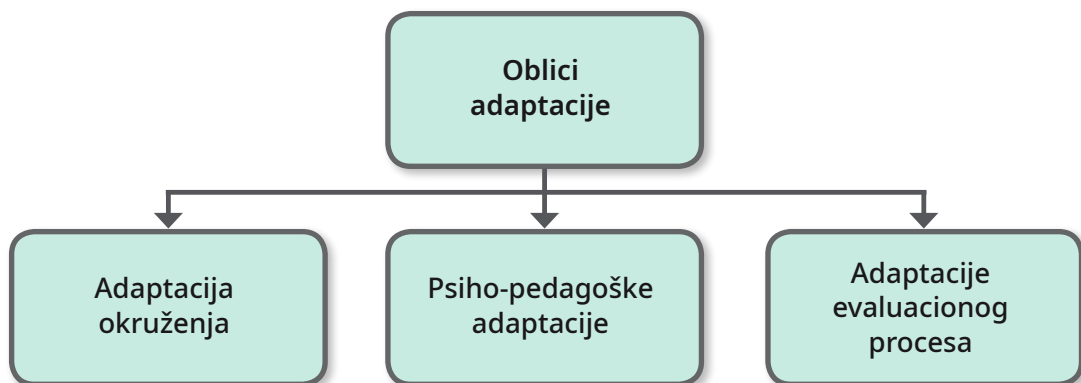 Oblici
adaptacije
Adaptacija
okruženja
Psiho-pedagoške
adaptacije
Adaptacije
evaluacionog
procesa